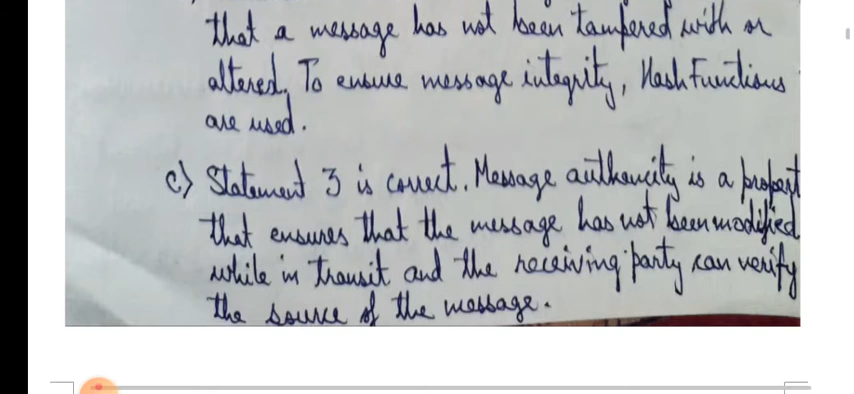 that a message has not been tampered with or
altered. To ensure message integrity, Hash Functions
are used.
c) Statement 3 is correct. Message authencity is a propert
that ensures that the message has not been modified
while in transit and the receiving party can verify
the source of the message.